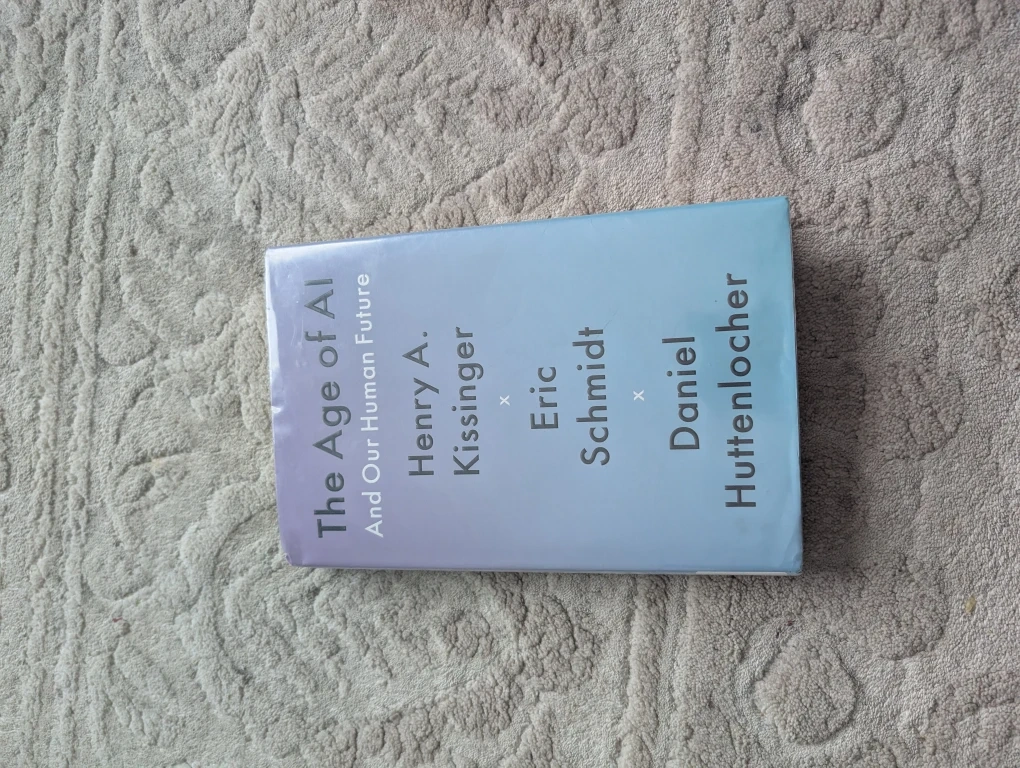 The Age of AI
And Our Human Future
Henry A.
Kissinger
x
Eric
Schmidt
x
Daniel
Huttenlocher